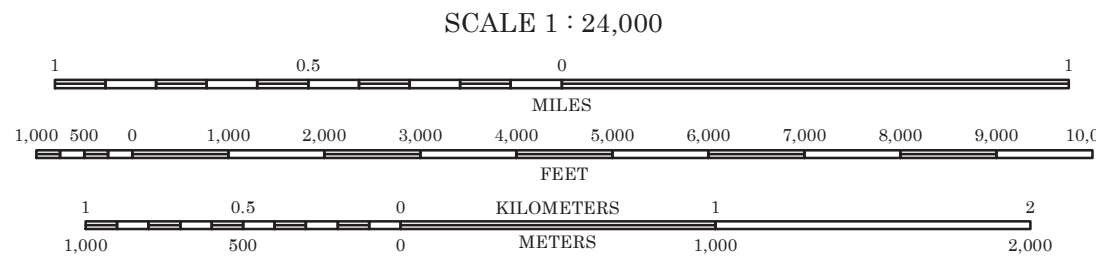 SCALE 1 : 24,000
1 0.5 0 1
MILES
1,000 500 0 1,000 2,000 3,000 4,000 5,000 6,000 7,000 8,000 9,000 10,0
FEET
1 0.5 0 KILOMETERS 1 2
1,000 500 0 METERS 1,000 2,000